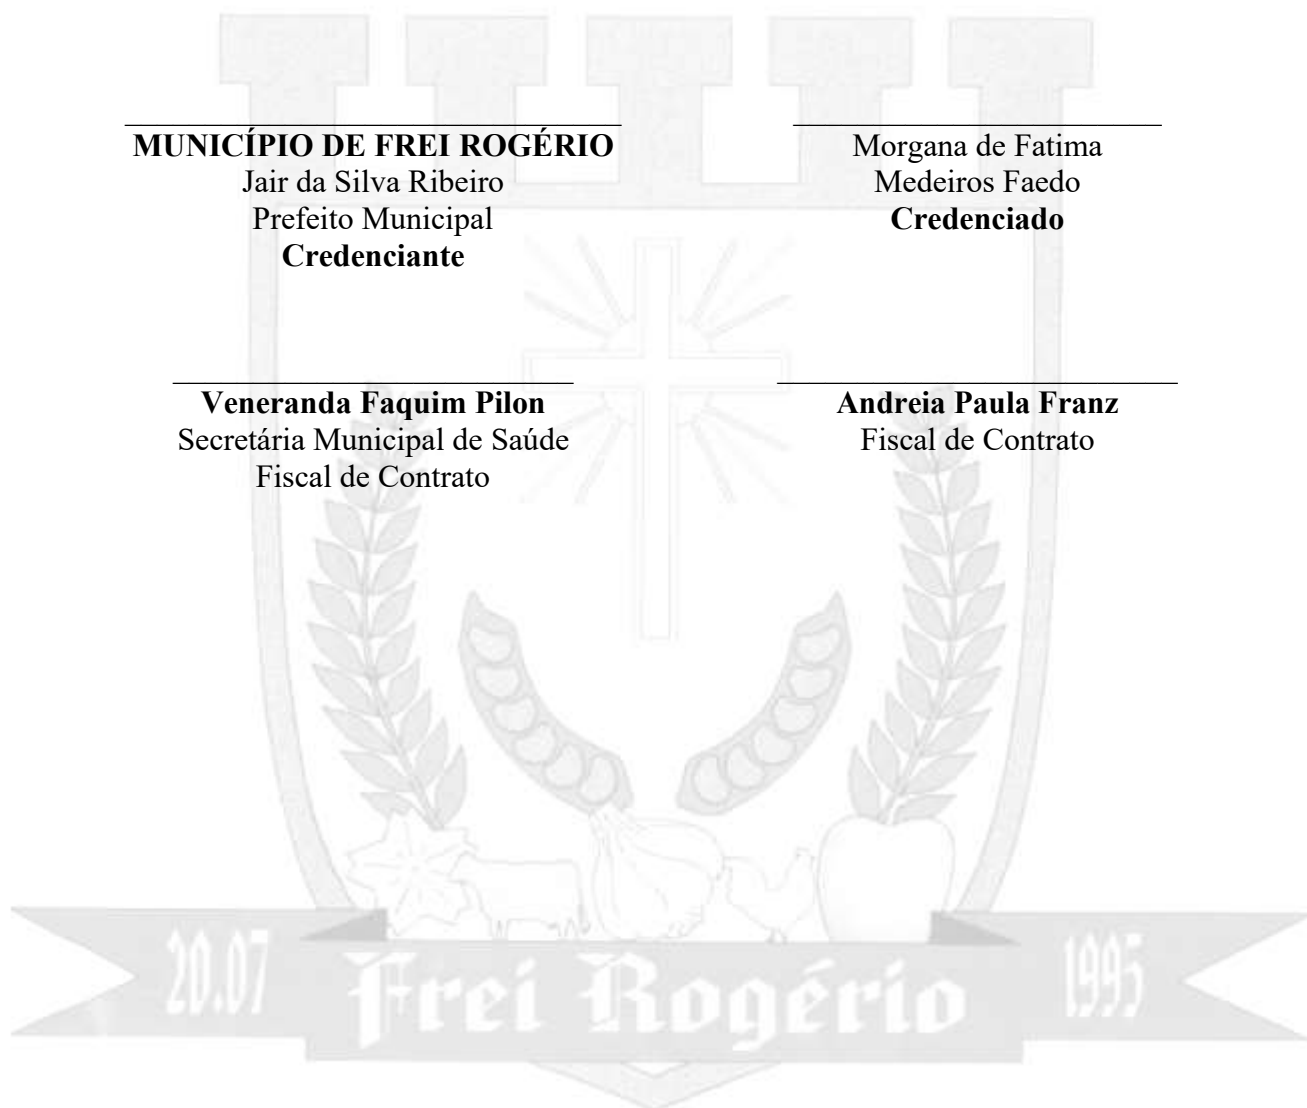 MUNICÍPIO DE FREI ROGÉRIO
Jair da Silva Ribeiro
Prefeito Municipal
Credenciante
Morgana de Fatima
Medeiros Faedo
Credenciado
Veneranda Faquim Pilon
Secretária Municipal de Saúde
Fiscal de Contrato
Andreia Paula Franz
Fiscal de Contrato
20.07
Frei Rogério
1995